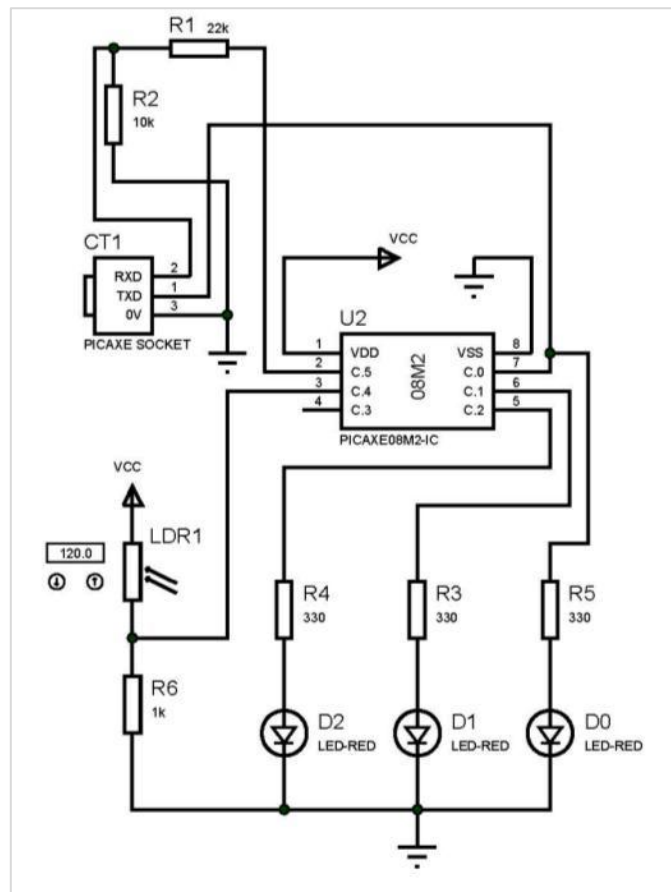 R1 22k
R2
10k
CT1
RXD 2
TXD 1
0V 3
PICAXE SOCKET
VCC
U2
1 VDD VSS 8
2 C.5 C.0 7
3 C.4 C.1 6
4 C.3 C.2 5
08M2
PICAXE08M2-IC
VCC
LDR1
120.0
R4
330
R3
330
R5
330
R6
1k
D2
LED-RED
D1
LED-RED
D0
LED-RED